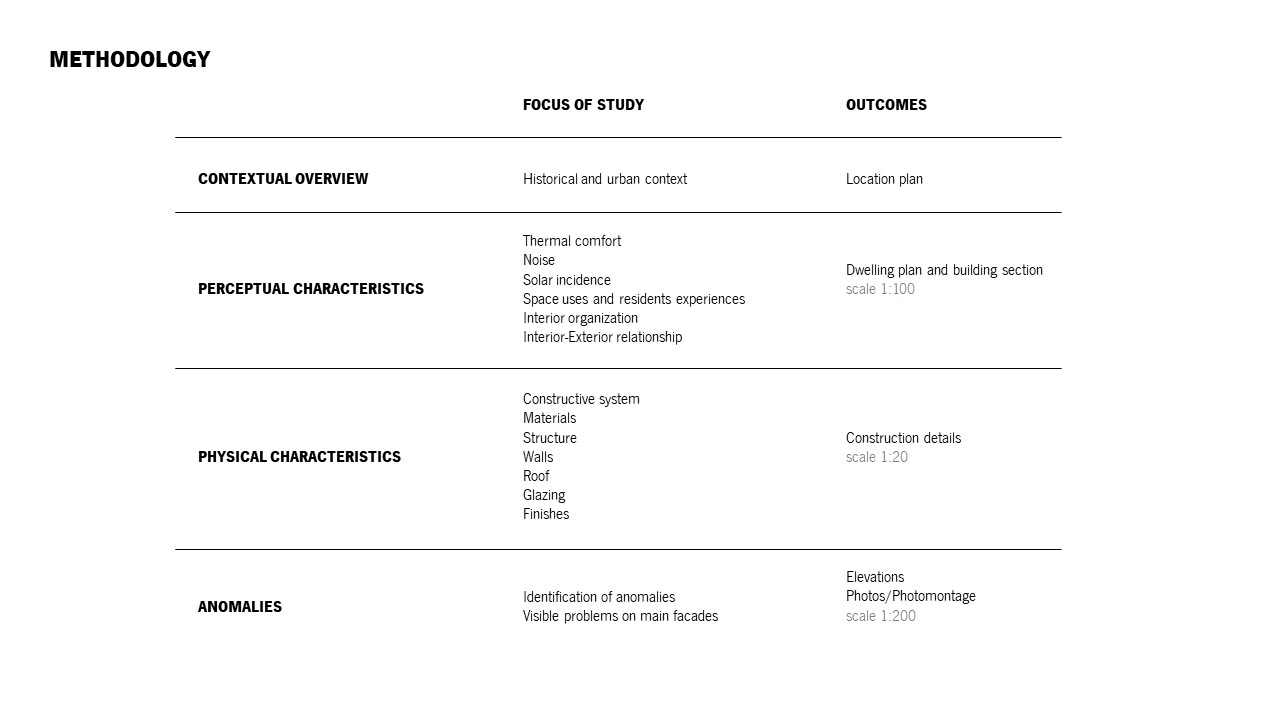 METHODOLOGY
FOCUS OF STUDY
OUTCOMES
CONTEXTUAL OVERVIEW
Historical and urban context
Location plan
PERCEPTUAL CHARACTERISTICS
Thermal comfort
Noise
Solar incidence
Space uses and residents experiences
Interior organization
Interior-Exterior relationship
Dwelling plan and building section
scale 1:100
PHYSICAL CHARACTERISTICS
Constructive system
Materials
Structure
Walls
Roof
Glazing
Finishes
Construction details
scale 1:20
ANOMALIES
Identification of anomalies
Visible problems on main facades
Elevations
Photos/Photomontage
scale 1:200